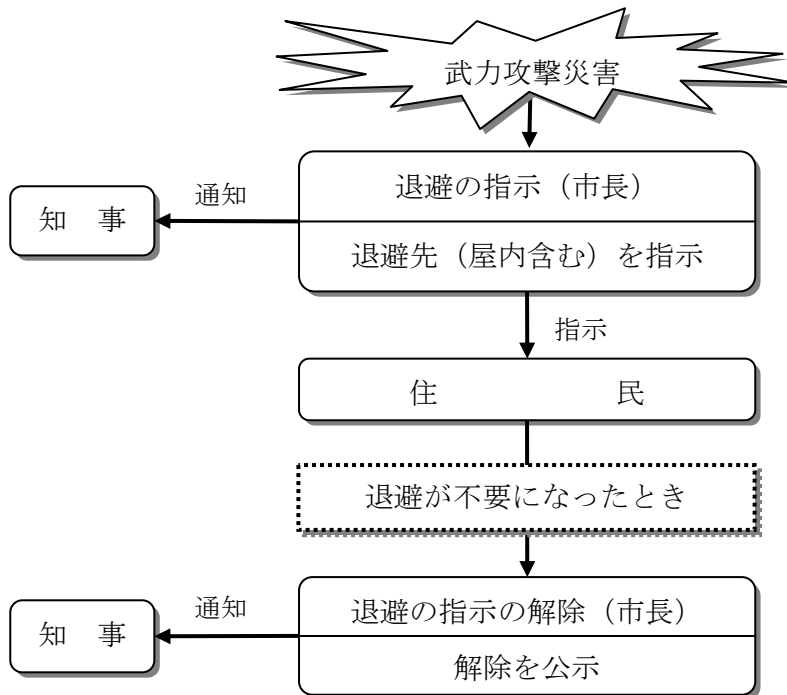 武力攻撃災害
退避の指示（市長）
通知
知　事
退避先（屋内含む）を指示
指示
住　　　　　民
退避が不要になったとき
退避の指示の解除（市長）
通知
知　事
解除を公示